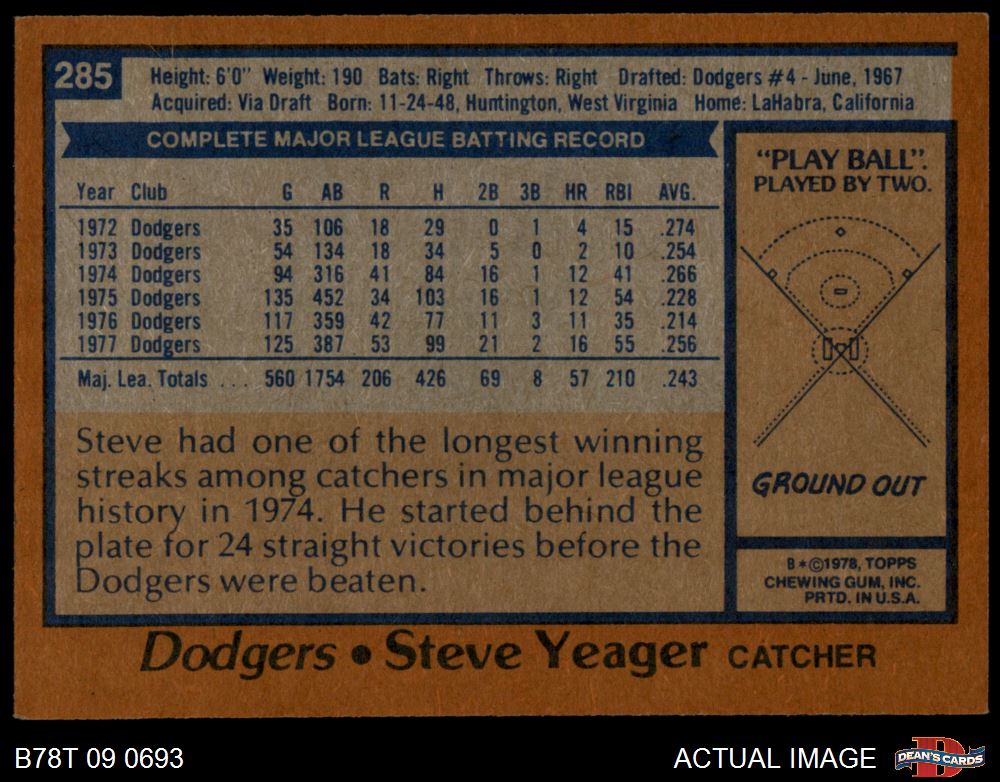 285
Height: 6'0" Weight: 190 Bats: Right Throws: Right Drafted: Dodgers #4 - June, 1967
Acquired: Via Draft Born: 11-24-48, Huntington, West Virginia Home: LaHabra, California
COMPLETE MAJOR LEAGUE BATTING RECORD
Year Club G AB R H 2B 3B HR RBI AVG.
1972 Dodgers 35 106 18 29 0 1 4 15 .274
1973 Dodgers 54 134 18 34 5 0 2 10 .254
1974 Dodgers 94 316 41 84 16 1 12 41 .266
1975 Dodgers 135 452 34 103 16 1 12 54 .228
1976 Dodgers 117 359 42 77 11 3 11 35 .214
1977 Dodgers 125 387 53 99 21 2 16 55 .256
Maj. Lea. Totals ... 560 1754 206 426 69 8 57 210 .243
Steve had one of the longest winning
streaks among catchers in major league
history in 1974. He started behind the
plate for 24 straight victories before the
Dodgers were beaten.
"PLAY BALL".
PLAYED BY TWO.
GROUND OUT
B*©1978, TOPPS
CHEWING GUM, INC.
PRTD. IN U.S.A.
Dodgers • Steve Yeager CATCHER
B78T 09 0693
ACTUAL IMAGE
D
DEAN'S CARDS